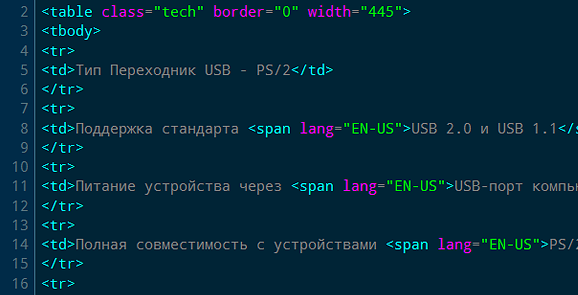 2 <table class="tech" border="0" width="445">
3 <tbody>
4 <tr>
5 <td>Тип Переходник USB - PS/2</td>
6 </tr>
7 <tr>
8 <td>Поддержка стандарта <span lang="EN-US">USB 2.0 и USB 1.1</s
9 </tr>
10 <tr>
11 <td>Питание устройства через <span lang="EN-US">USB-порт компь
12 </tr>
13 <tr>
14 <td>Полная совместимость с устройствами <span lang="EN-US">PS/2
15 </tr>
16 <tr>